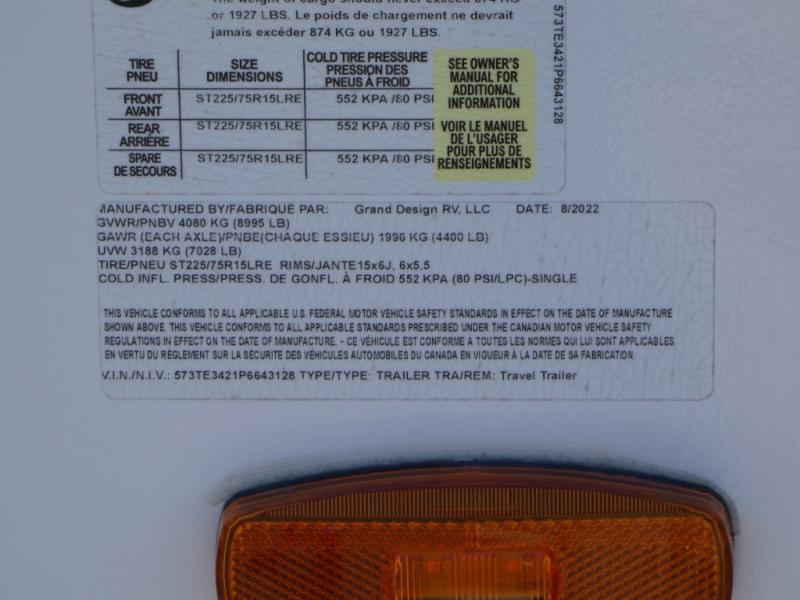 The weight of cargo should never exceed 874 KG
or 1927 LBS. Le poids de chargement ne devrait
jamais excéder 874 KG ou 1927 LBS.
TIRE PNEU SIZE DIMENSIONS COLD TIRE PRESSURE PRESSION DES PNEUS À FROID
FRONT AVANT ST225/75R15LRE 552 KPA /80 PSI
REAR ARRIÈRE ST225/75R15LRE 552 KPA /80 PSI
SPARE DE SECOURS ST225/75R15LRE 552 KPA /80 PSI
SEE OWNER'S
MANUAL FOR
ADDITIONAL
INFORMATION
VOIR LE MANUEL
DE L'USAGER
POUR PLUS DE
RENSEIGNEMENTS
573TE3421P6643128
MANUFACTURED BY/FABRIQUÉ PAR: Grand Design RV, LLC DATE: 8/2022
GVWR/PNBV 4080 KG (8995 LB)
GAWR (EACH AXLE)/PNBE(CHAQUE ESSIEU) 1996 KG (4400 LB)
UVW 3188 KG (7028 LB)
TIRE/PNEU ST225/75R15LRE RIMS/JANTE15x6J, 6x5.5
COLD INFL. PRESS/PRESS. DE GONFL. À FROID 552 KPA (80 PSI/LPC)-SINGLE
THIS VEHICLE CONFORMS TO ALL APPLICABLE U.S. FEDERAL MOTOR VEHICLE SAFETY STANDARDS IN EFFECT ON THE DATE OF MANUFACTURE
SHOWN ABOVE. THIS VEHICLE CONFORMS TO ALL APPLICABLE STANDARDS PRESCRIBED UNDER THE CANADIAN MOTOR VEHICLE SAFETY
REGULATIONS IN EFFECT ON THE DATE OF MANUFACTURE. - CE VÉHICULE EST CONFORME À TOUTES LES NORMES QUI LUI SONT APPLICABLES
EN VERTU DU RÈGLEMENT SUR LA SÉCURITÉ DES VÉHICULES AUTOMOBILES DU CANADA EN VIGUEUR À LA DATE DE SA FABRICATION.
V.I.N./N.I.V.: 573TE3421P6643128 TYPE/TYPE: TRAILER TRA/REM: Travel Trailer